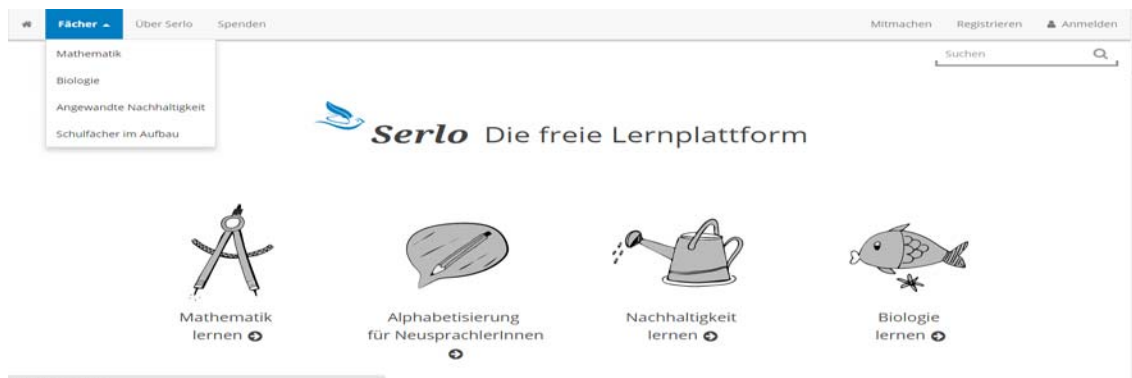 Fächer Über Serlo Spenden Mitmachen Registrieren Anmelden
Mathematik
Biologie
Angewandte Nachhaltigkeit
Schulfächer im Aufbau
Suchen
Serlo Die freie Lernplattform
Mathematik
lernen
Alphabetisierung
für NeusprachlerInnen
Nachhaltigkeit
lernen
Biologie
lernen